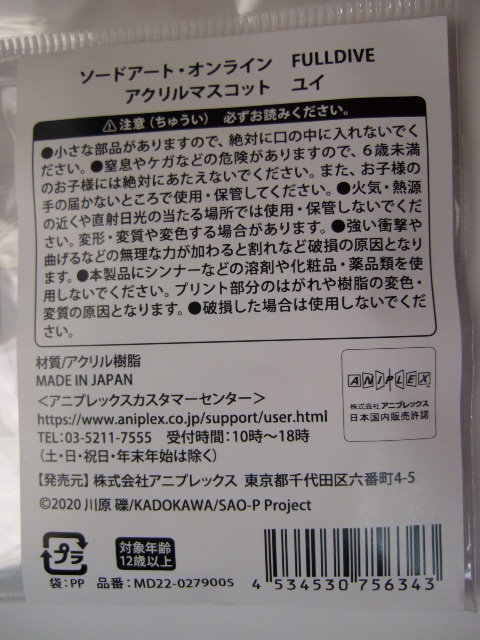 ソードアート・オンライン　FULLDIVE
アクリルマスコット　ユイ
⚠注意（ちゅうい）　必ずお読みください。
●小さな部品がありますので、絶対に口の中に入れないでく
ださい。●窒息やケガなどの危険がありますので、６歳未満
のお子様には絶対にあたえないでください。また、お子様の
手の届かないところで使用・保管してください。●火気・熱源
の近くや直射日光の当たる場所では使用・保管しないでくだ
さい。変形・変質や変色する場合があります。●強い衝撃や
曲げるなどの無理な力が加わると割れなど破損の原因となり
ます。●本製品にシンナーなどの溶剤や化粧品・薬品類を使
用しないでください。プリント部分のはがれや樹脂の変色・
変質の原因となります。●破損した場合は使用しないでくだ
さい。
材質/アクリル樹脂
MADE IN JAPAN
＜アニプレックスカスタマーセンター＞
https://www.aniplex.co.jp/support/user.html
TEL：03-5211-7555　受付時間：10時～18時
（土・日・祝日・年末年始は除く）
ANIPLEX
株式会社 アニプレックス
日本国内販売許諾
【発売元】株式会社アニプレックス　東京都千代田区六番町4-5
©2020 川原 礫/KADOKAWA/SAO-P Project
プラ
袋：PP
対象年齢
12歳以上
品番：MD22-0279005
4 534530 756343